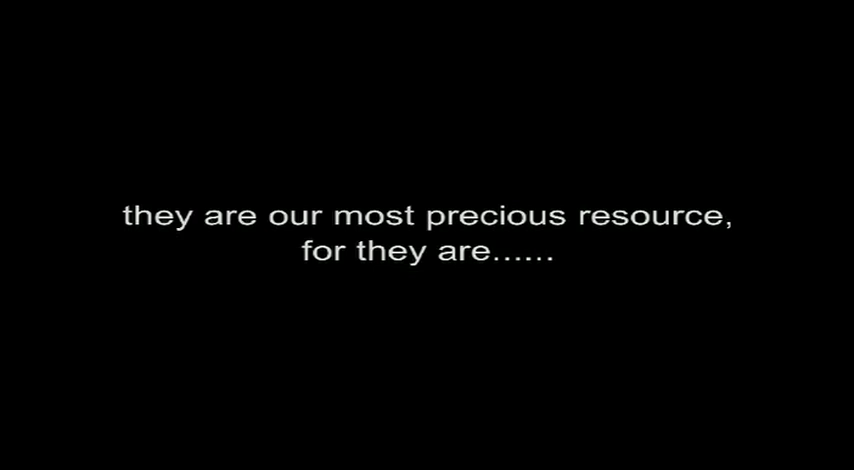 they are our most precious resource,
for they are......